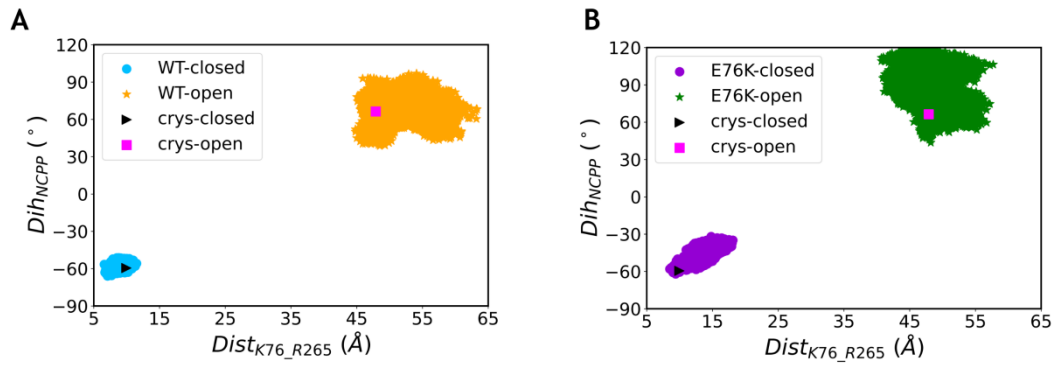 A
120
90
60
30
0
−30
−60
−90
Dih_NCPP (°)
WT-closed
WT-open
crys-closed
crys-open
5 15 25 35 45 55 65
Dist_K76_R265 (Å)
B
120
90
60
30
0
−30
−60
−90
Dih_NCPP (°)
E76K-closed
E76K-open
crys-closed
crys-open
5 15 25 35 45 55 65
Dist_K76_R265 (Å)